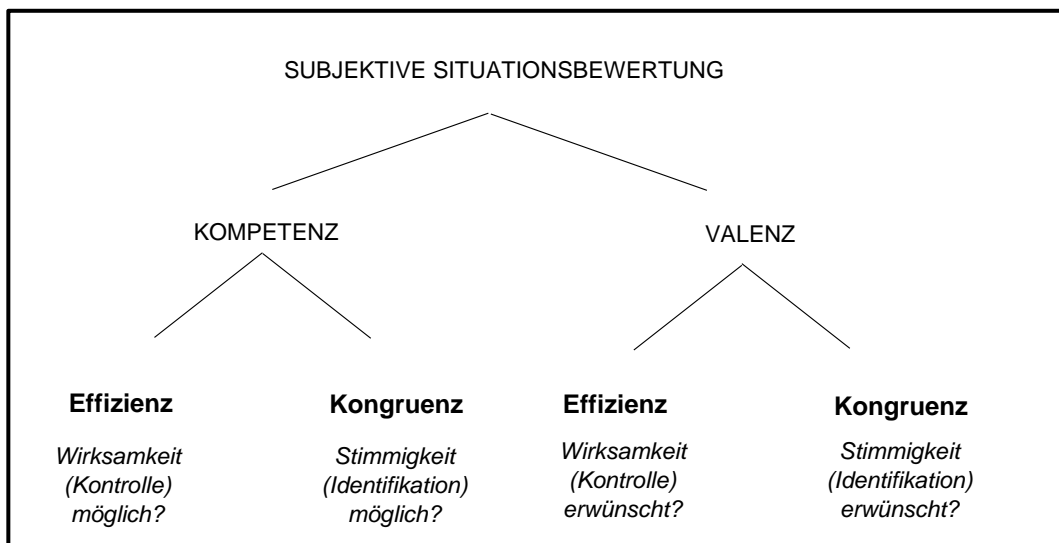 SUBJEKTIVE SITUATIONSBEWERTUNG
KOMPETENZ
VALENZ
Effizienz
Wirksamkeit
(Kontrolle)
möglich?
Kongruenz
Stimmigkeit
(Identifikation)
möglich?
Effizienz
Wirksamkeit
(Kontrolle)
erwünscht?
Kongruenz
Stimmigkeit
(Identifikation)
erwünscht?